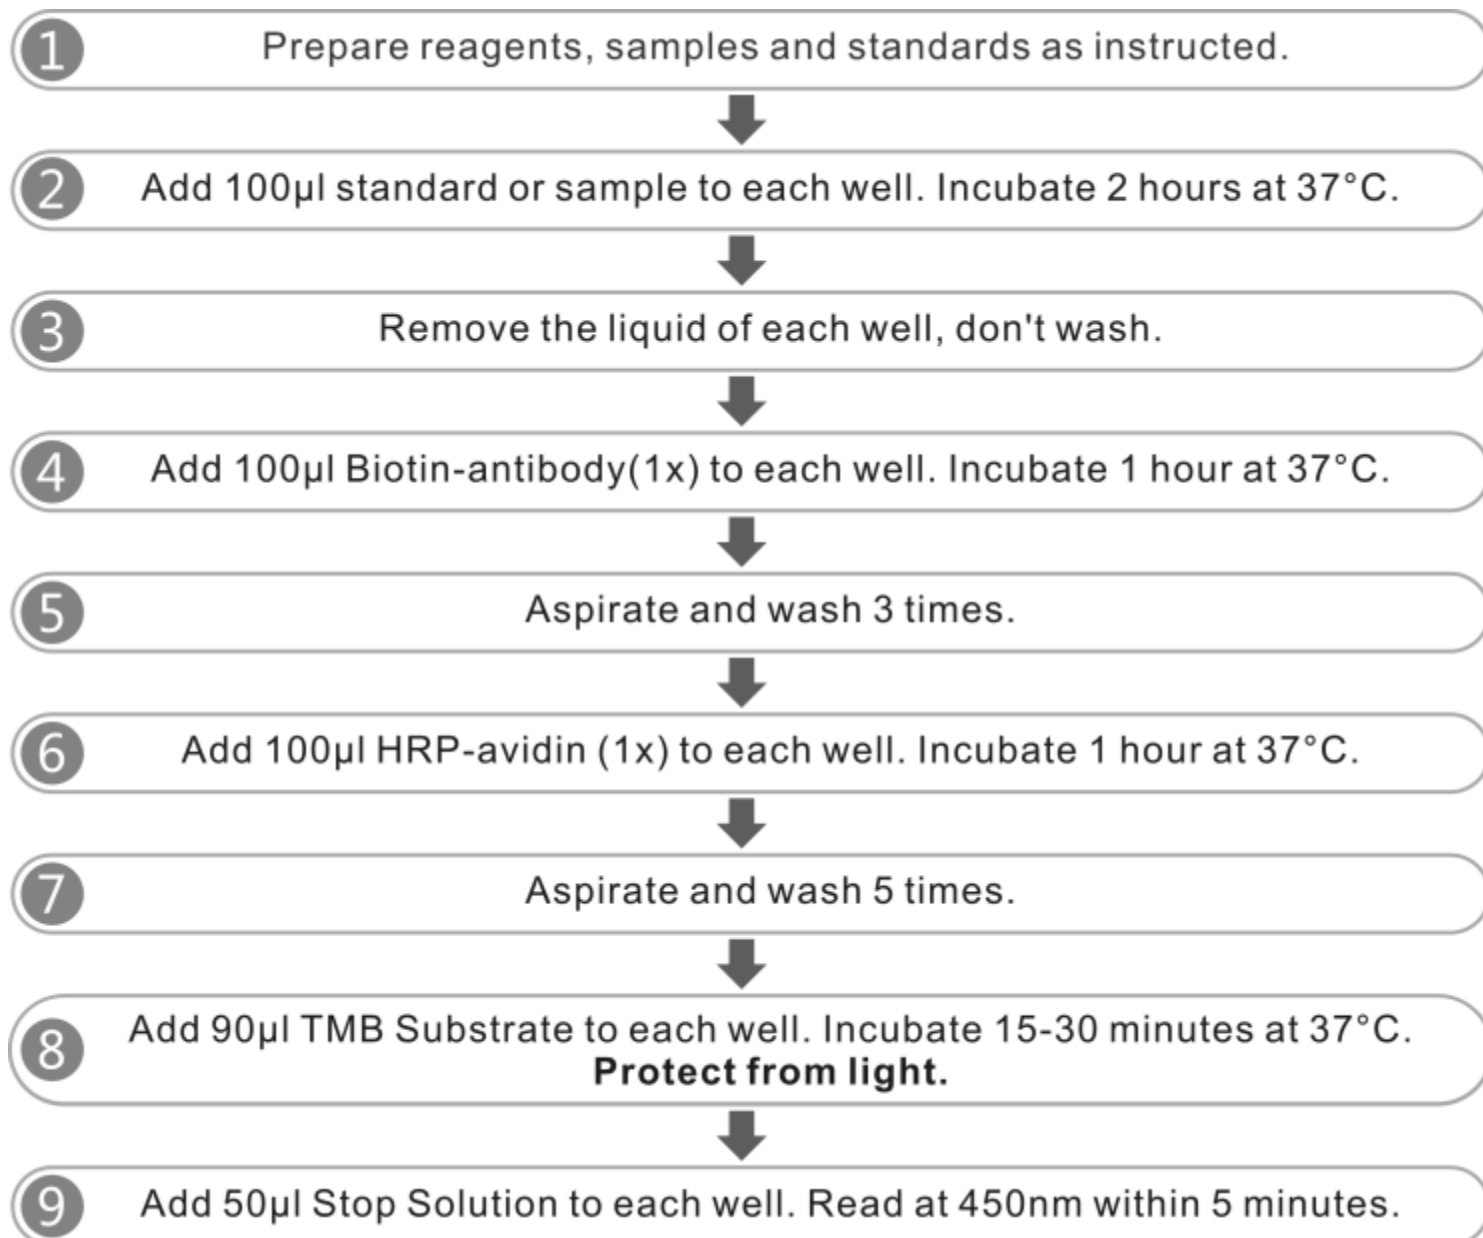 1 Prepare reagents, samples and standards as instructed.
2 Add 100µl standard or sample to each well. Incubate 2 hours at 37°C.
3 Remove the liquid of each well, don't wash.
4 Add 100µl Biotin-antibody(1x) to each well. Incubate 1 hour at 37°C.
5 Aspirate and wash 3 times.
6 Add 100µl HRP-avidin (1x) to each well. Incubate 1 hour at 37°C.
7 Aspirate and wash 5 times.
8 Add 90µl TMB Substrate to each well. Incubate 15-30 minutes at 37°C.
Protect from light.
9 Add 50µl Stop Solution to each well. Read at 450nm within 5 minutes.